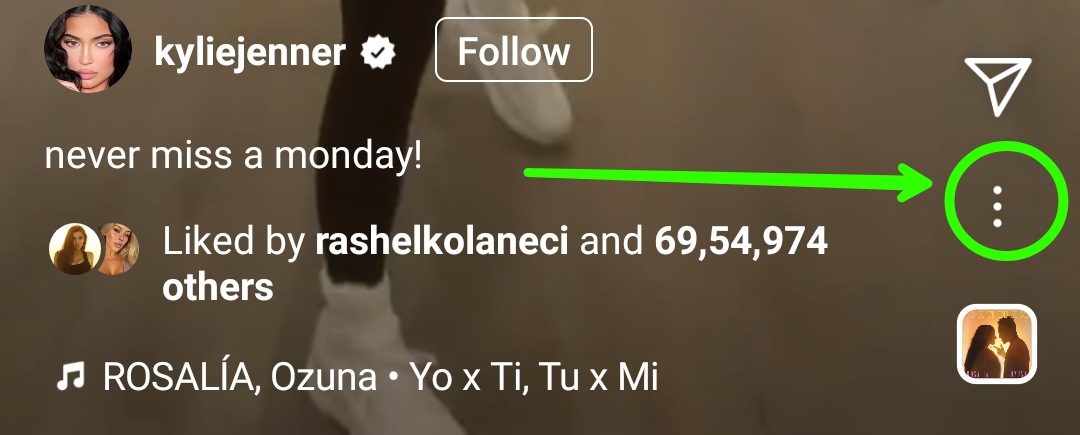 kyliejenner
Follow
never miss a monday!
Liked by rashelkolaneci and 69,54,974
others
ROSALÍA, Ozuna • Yo x Ti, Tu x Mi